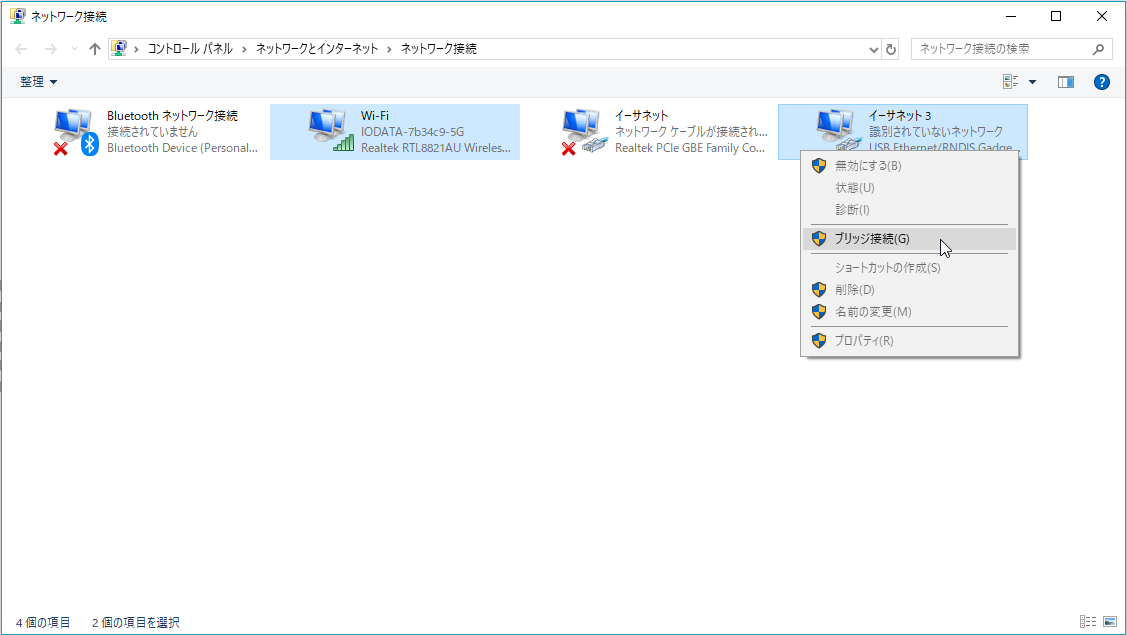 ネットワーク接続
コントロール パネル > ネットワークとインターネット > ネットワーク接続
ネットワーク接続の検索
整理
Bluetooth ネットワーク接続
接続されていません
Bluetooth Device (Personal...
Wi-Fi
IODATA-7b34c9-5G
Realtek RTL8821AU Wireles...
イーサネット
ネットワーク ケーブルが接続され...
Realtek PCIe GBE Family Co...
イーサネット 3
識別されていないネットワーク
USB Ethernet/RNDIS Gadge...
無効にする(B)
状態(U)
診断(I)
ブリッジ接続(G)
ショートカットの作成(S)
削除(D)
名前の変更(M)
プロパティ(R)
4 個の項目
2 個の項目を選択